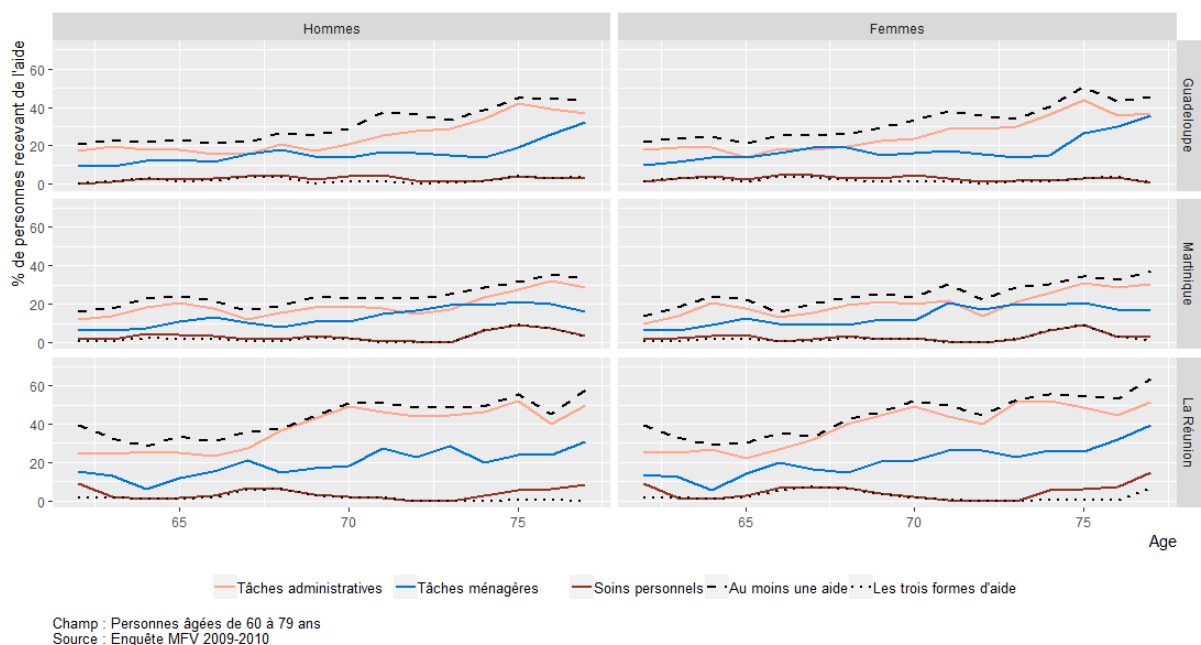 Hommes Femmes
% de personnes recevant de l'aide
60
40
20
0
Guadeloupe
60
40
20
0
Martinique
60
40
20
0
La Réunion
65 70 75 65 70 75
Age
Tâches administratives Tâches ménagères Soins personnels Au moins une aide Les trois formes d'aide
Champ : Personnes âgées de 60 à 79 ans
Source : Enquête MFV 2009-2010